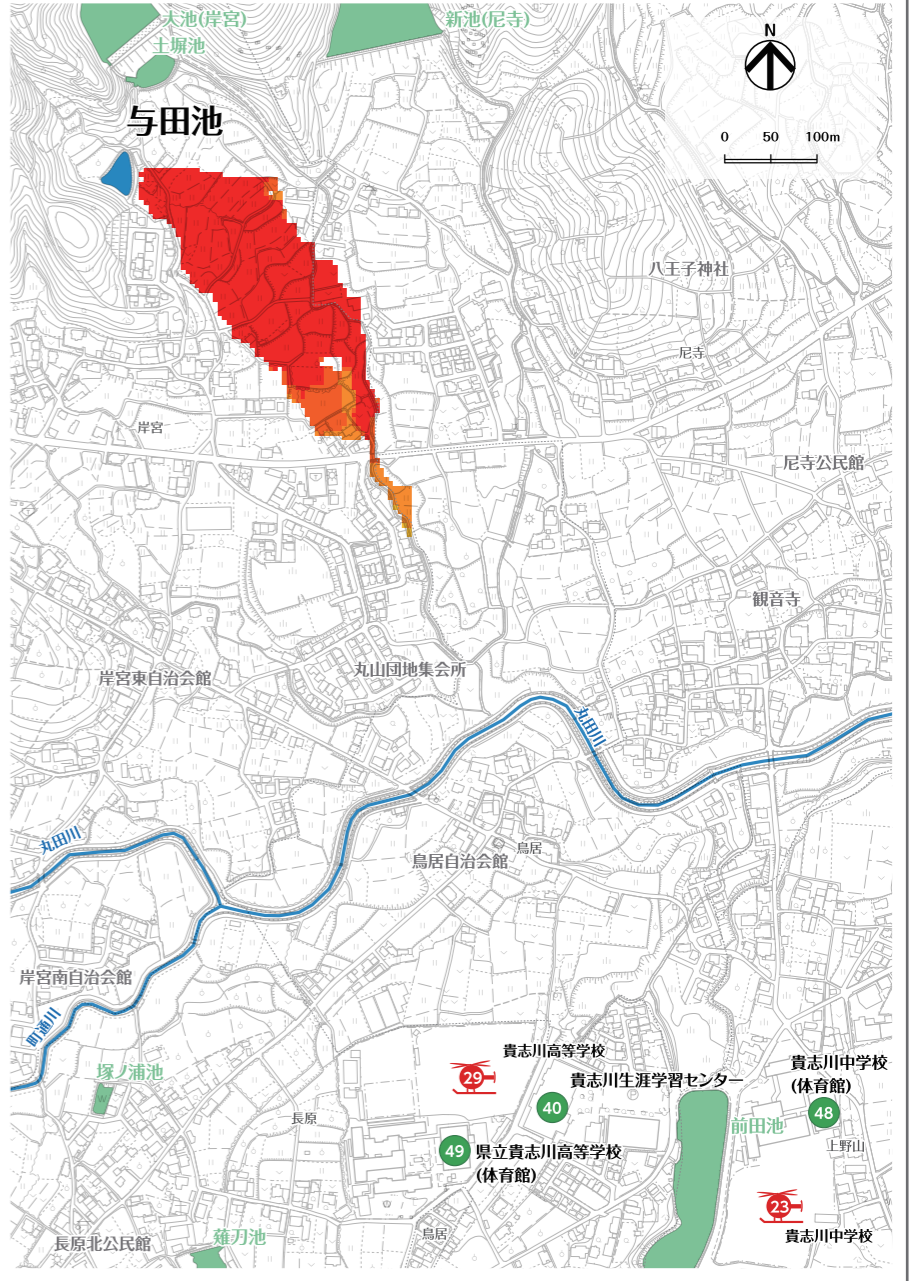 大池(岸宮)
新池(尼寺)
土堀池
N
与田池
0 50 100m
八王子神社
尼寺
岸宮
尼寺公民館
観音寺
丸山団地集会所
岸宮東自治会館
丸田川
丸田川
鳥居
鳥居自治会館
岸宮南自治会館
町通川
貴志川高等学校
29
貴志川生涯学習センター
貴志川中学校
(体育館)
塚ノ浦池
40
48
長原
前田池
上野山
49
県立貴志川高等学校
(体育館)
W
23
鳥居
薙刀池
貴志川中学校
長原北公民館